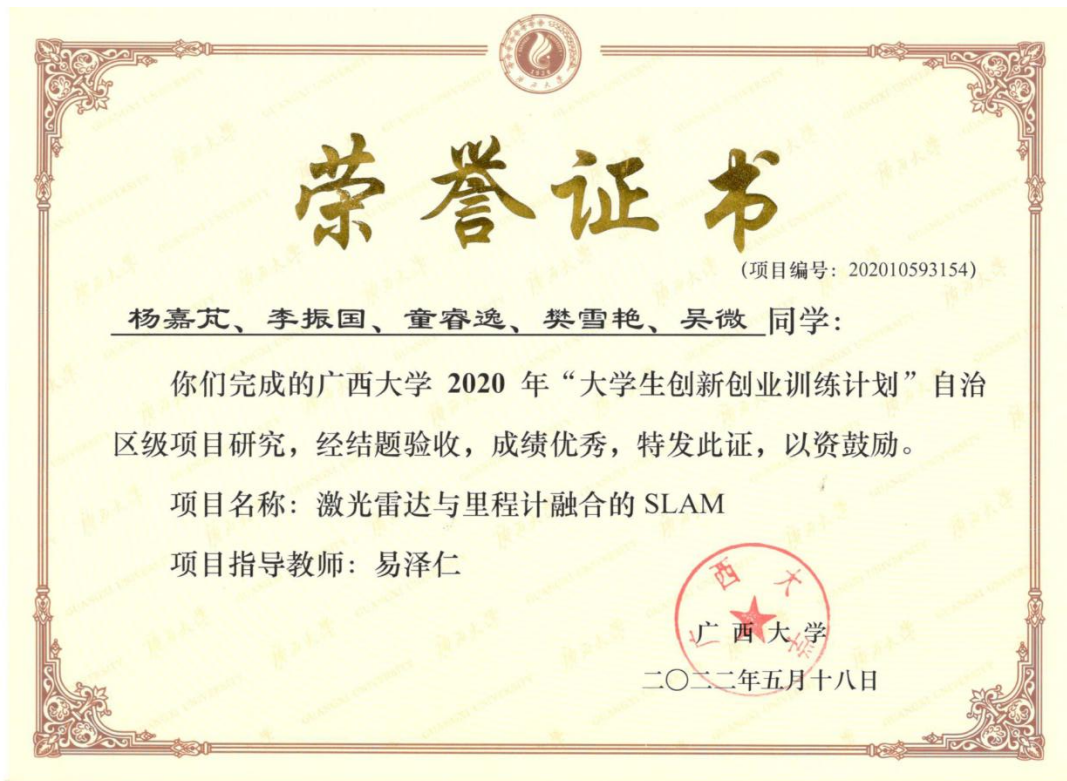 荣誉证书
（项目编号：202010593154）
杨嘉芃、李振国、童睿逸、樊雪艳、吴微同学：
你们完成的广西大学 2020 年“大学生创新创业训练计划”自治
区级项目研究，经结题验收，成绩优秀，特发此证，以资鼓励。
项目名称：激光雷达与里程计融合的 SLAM
项目指导教师：易泽仁
广西大学
广西大学
二〇二二年五月十八日